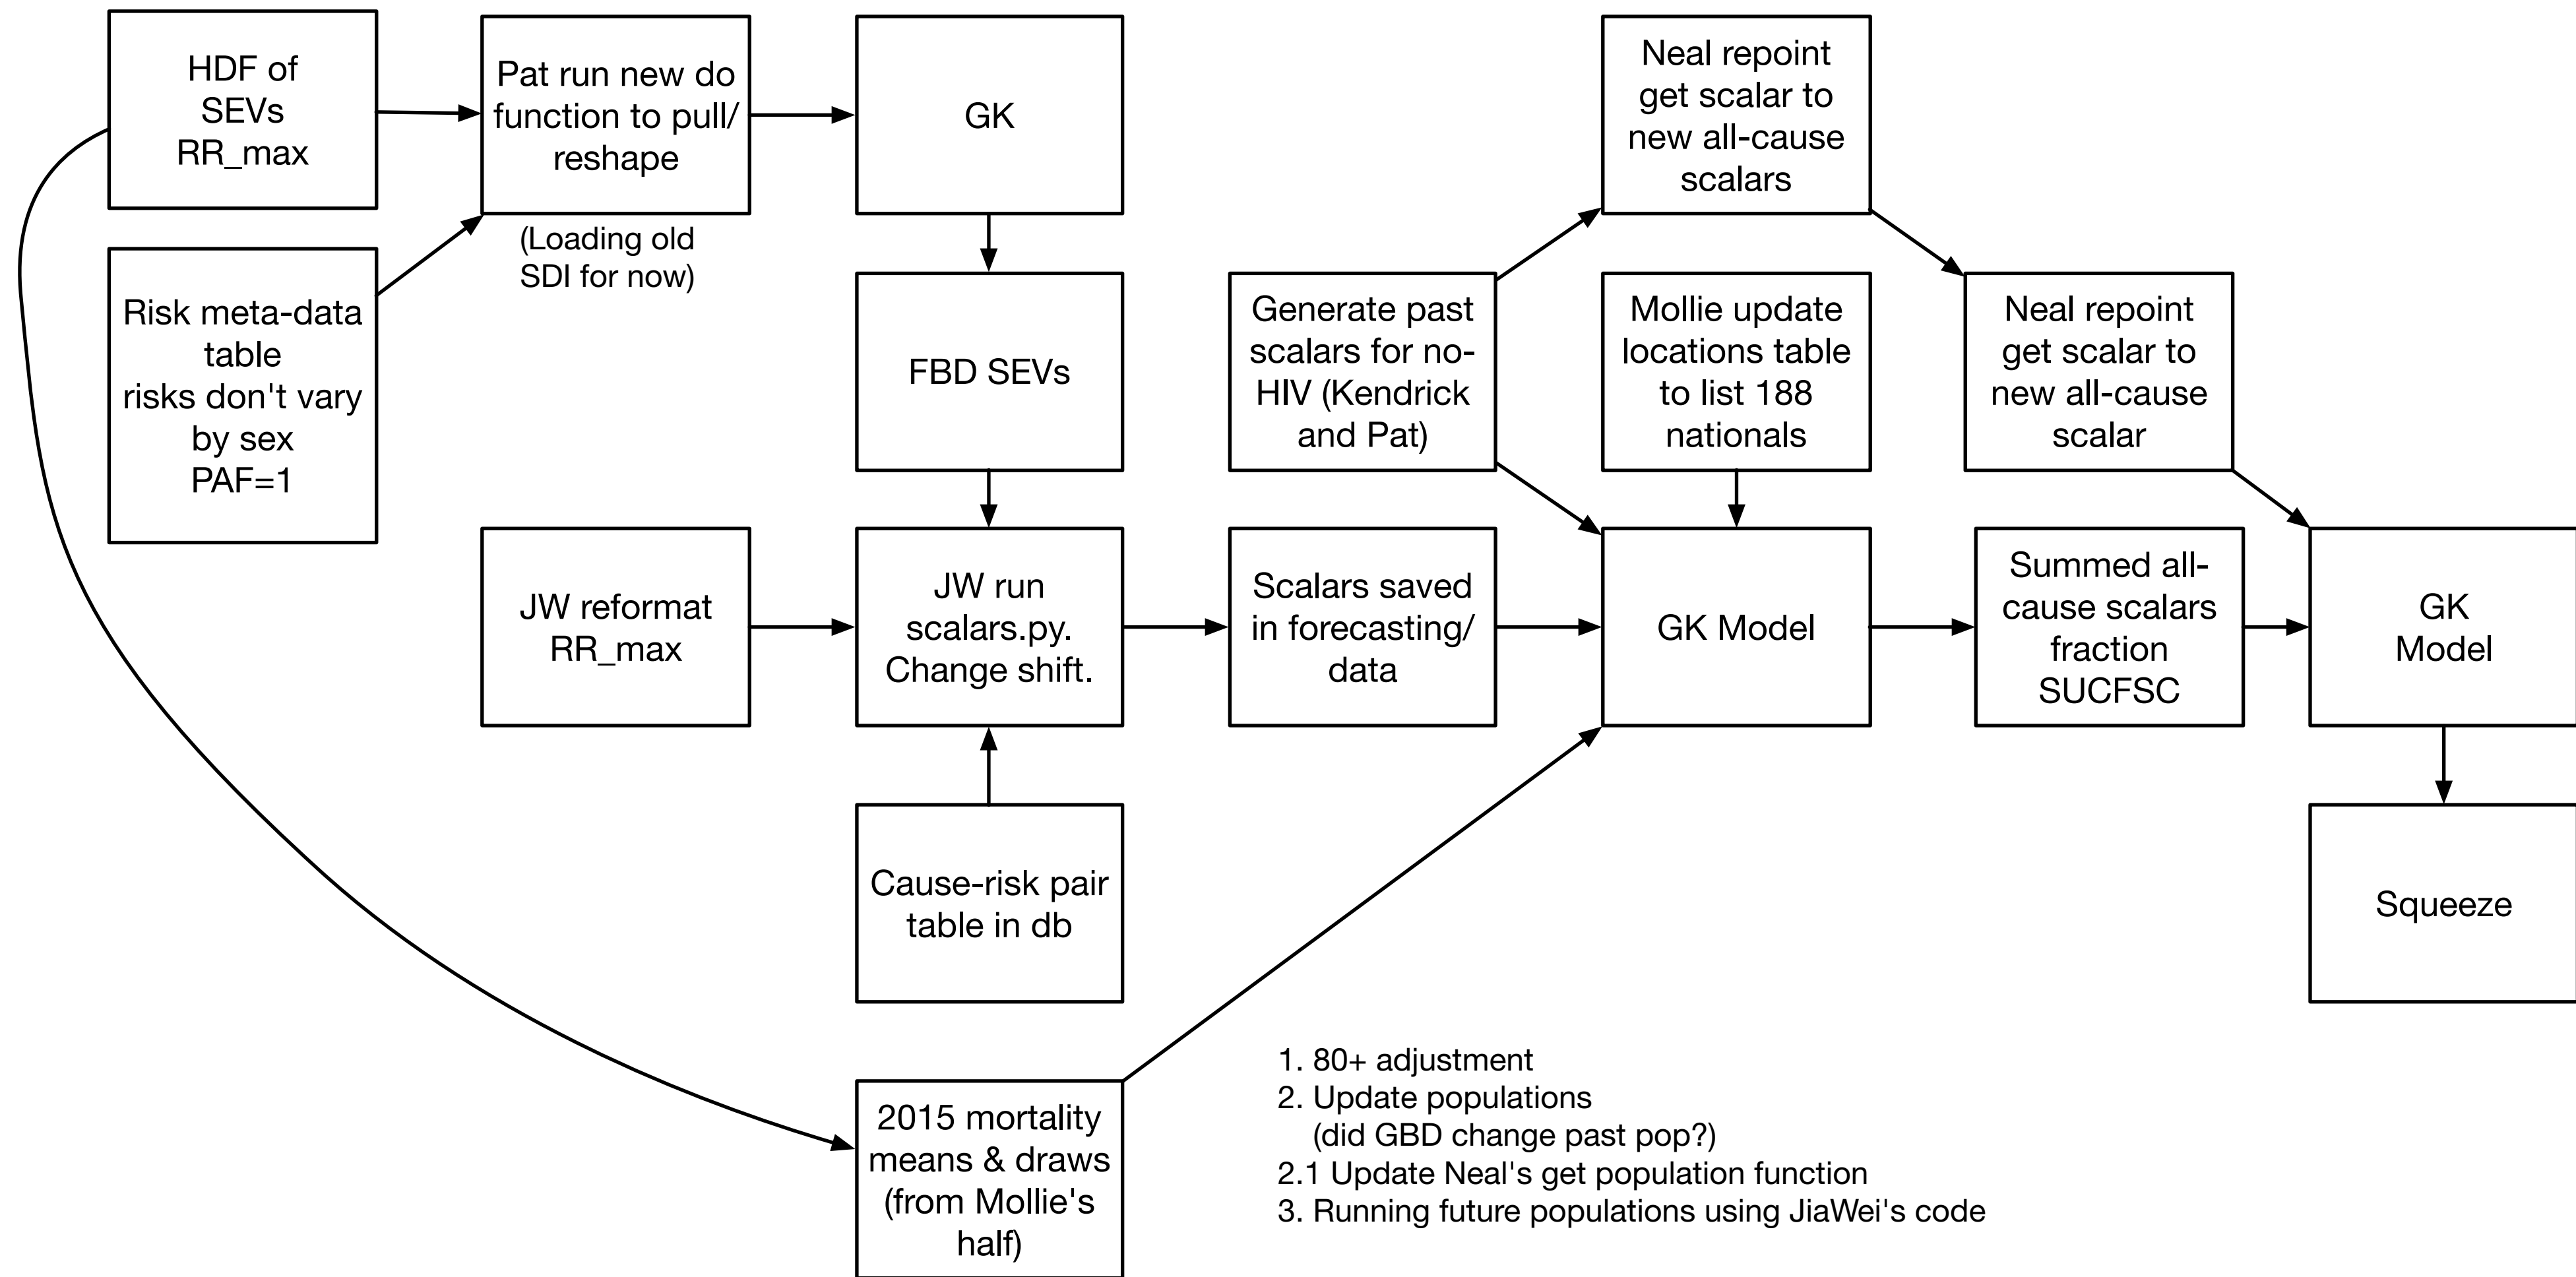 HDF of
SEVs
RR_max
Pat run new do
function to pull/
reshape
(Loading old
SDI for now)
GK
Neal repoint
get scalar to
new all-cause
scalars
Risk meta-data
table
risks don't vary
by sex
PAF=1
FBD SEVs
Generate past
scalars for no-
HIV (Kendrick
and Pat)
Mollie update
locations table
to list 188
nationals
Neal repoint
get scalar to
new all-cause
scalar
JW reformat
RR_max
JW run
scalars.py.
Change shift.
Scalars saved
in forecasting/
data
GK Model
Summed all-
cause scalars
fraction
SUCFSC
GK
Model
Cause-risk pair
table in db
Squeeze
2015 mortality
means & draws
(from Mollie's
half)
1. 80+ adjustment
2. Update populations
(did GBD change past pop?)
2.1 Update Neal's get population function
3. Running future populations using JiaWei's code